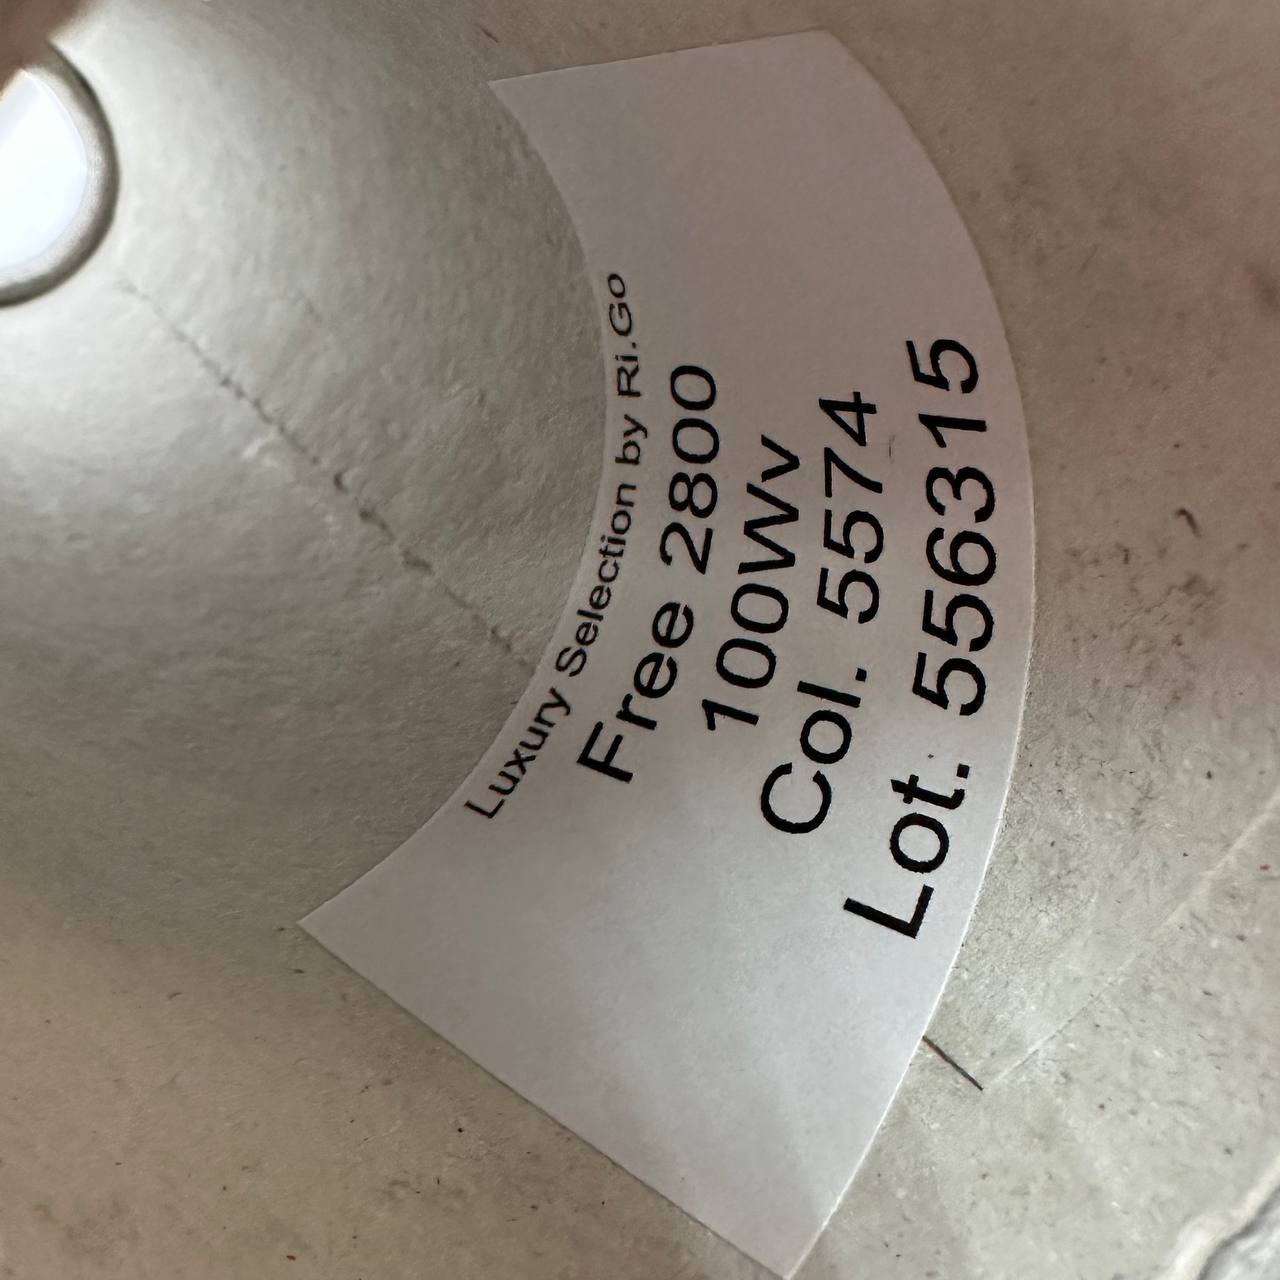 Luxury Selection by Ri.Go
Free 2800
100Wv
Col. 5574
Lot. 556315